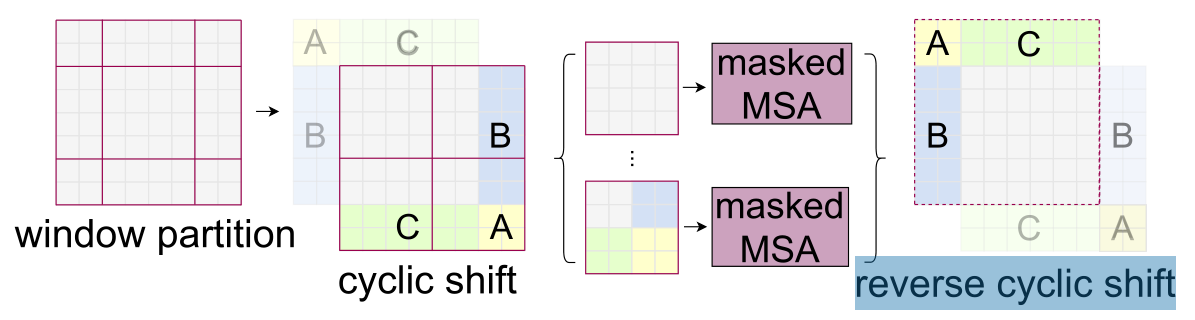 A
C
B
B
C
A
window partition
cyclic shift
masked
MSA
...
masked
MSA
A
C
B
B
C
A
reverse cyclic shift